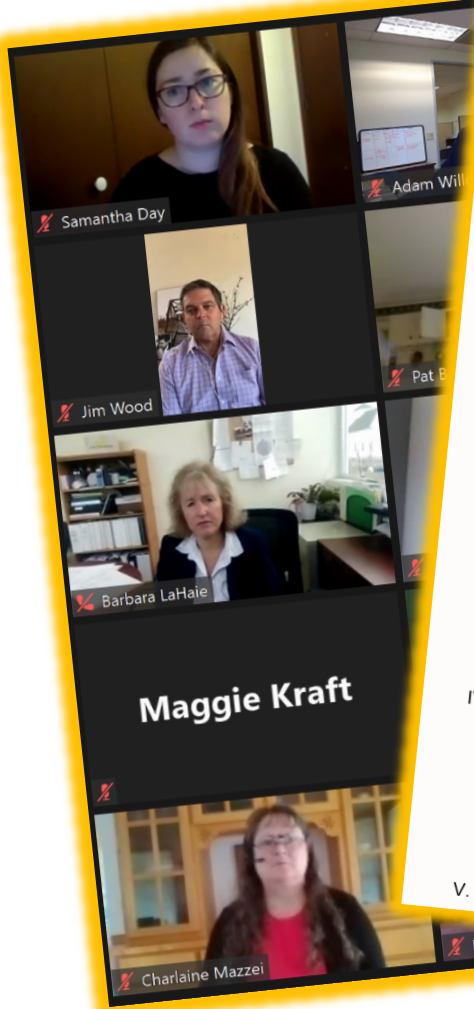 Samantha Day
Adam Will
Jim Wood
Pat B
Barbara LaHaie
Maggie Kraft
Charlaine Mazzei
V.